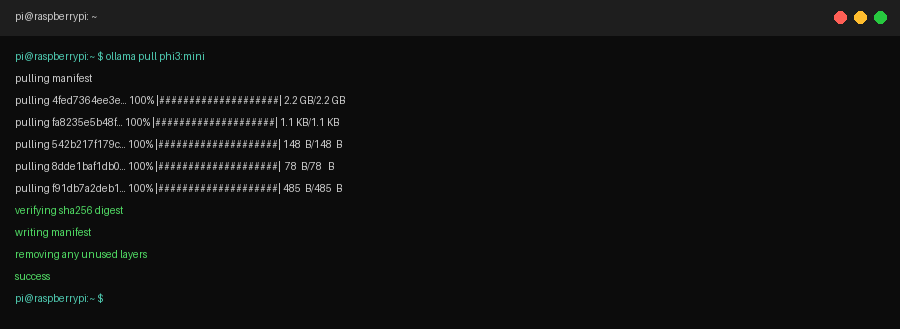 pi@raspberrypi: ~
pi@raspberrypi:~ $ ollama pull phi3:mini
pulling manifest
pulling 4fed7364ee3e... 100% |####################| 2.2 GB/2.2 GB
pulling fa8235e5b48f... 100% |####################| 1.1 KB/1.1 KB
pulling 542b217f179c... 100% |####################| 148  B/148  B
pulling 8dde1baf1db0... 100% |####################|  78  B/78  B
pulling f91db7a2deb1... 100% |####################| 485  B/485  B
verifying sha256 digest
writing manifest
removing any unused layers
success
pi@raspberrypi:~ $